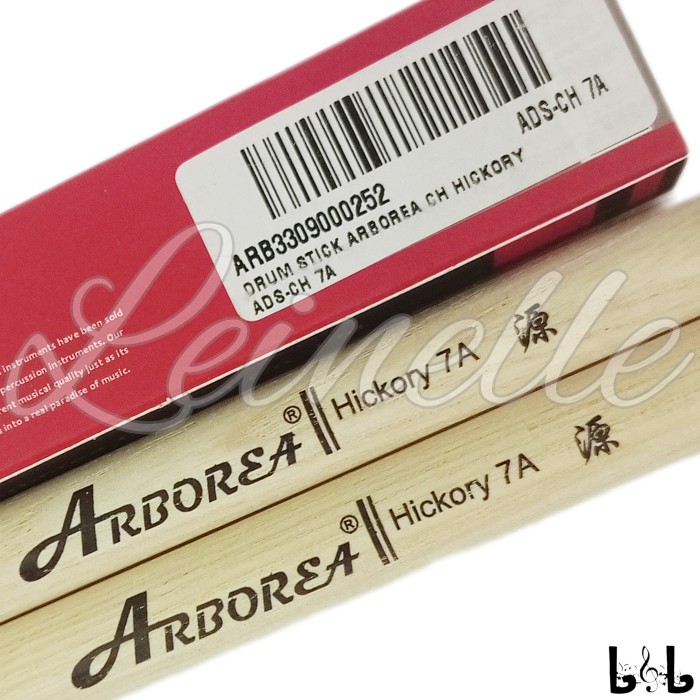 ADS-CH 7A
ARB3309000252
DRUM STICK ARBOREA CH HICKORY
ADS-CH 7A
instruments have been sold
percussion instruments. Our
rent musical quality just as its
into a real paradise of music.
Leinelle
ARBOREA® Hickory 7A 源
ARBOREA® Hickory 7A 源